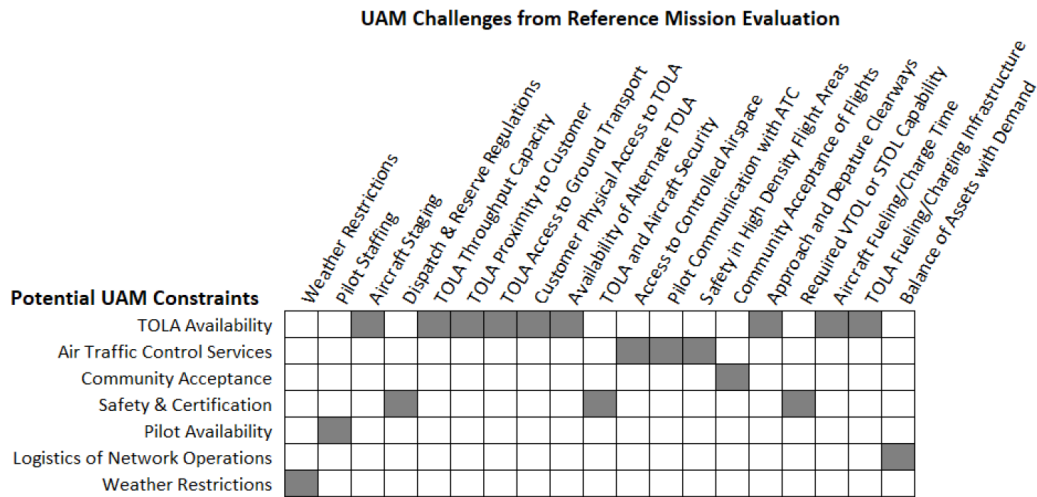 UAM Challenges from Reference Mission Evaluation
Weather Restrictions
Pilot Staffing
Aircraft Staging
Dispatch & Reserve Regulations
TOLA Throughput Capacity
TOLA Proximity to Customer
TOLA Access to Ground Transport
Customer Physical Access to TOLA
Availability of Alternate TOLA
TOLA and Aircraft Security
Access to Controlled Airspace
Pilot Communication with ATC
Safety in High Density Flight Areas
Community Acceptance of Flights
Approach and Depature Clearways
Required VTOL or STOL Capability
Aircraft Fueling/Charge Time
TOLA Fueling/Charging Infrastructure
Balance of Assets with Demand
Potential UAM Constraints
TOLA Availability
Air Traffic Control Services
Community Acceptance
Safety & Certification
Pilot Availability
Logistics of Network Operations
Weather Restrictions